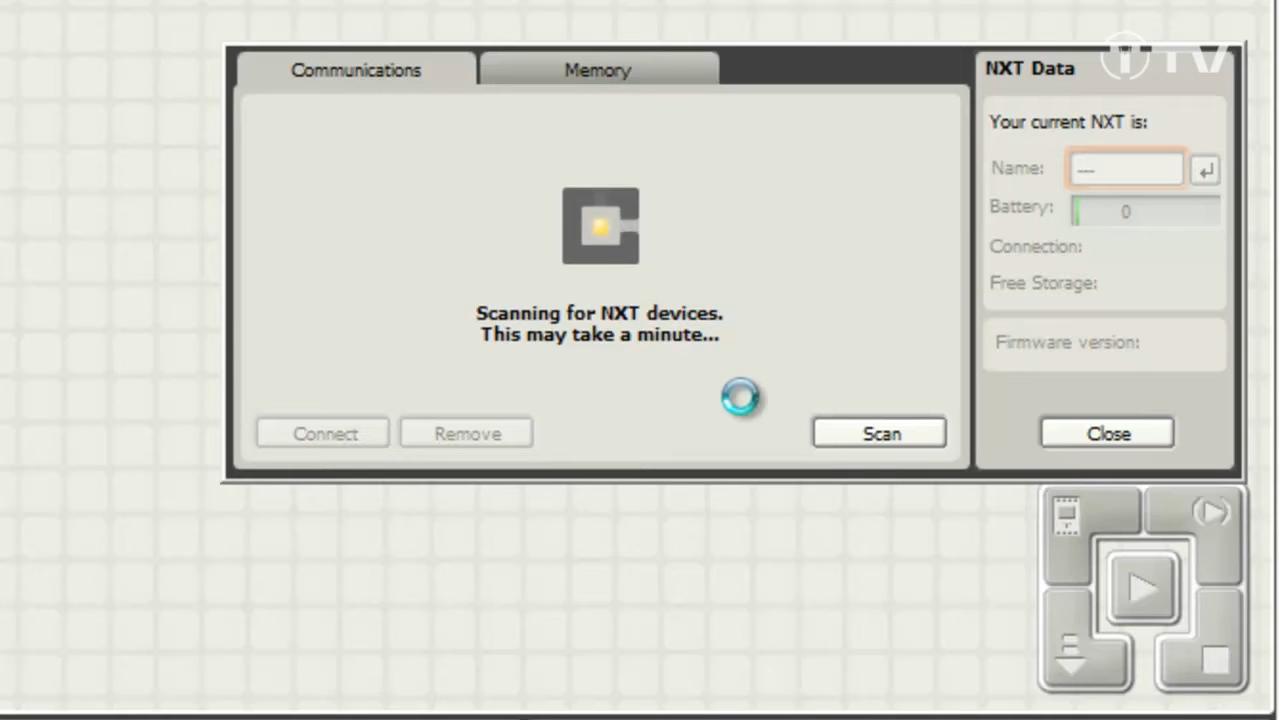 Communications
Memory
NXT Data
1TV
Your current NXT is:
Name:
---
Battery:
0
Connection:
Free Storage:
Scanning for NXT devices.
This may take a minute...
Firmware version:
Connect
Remove
Scan
Close